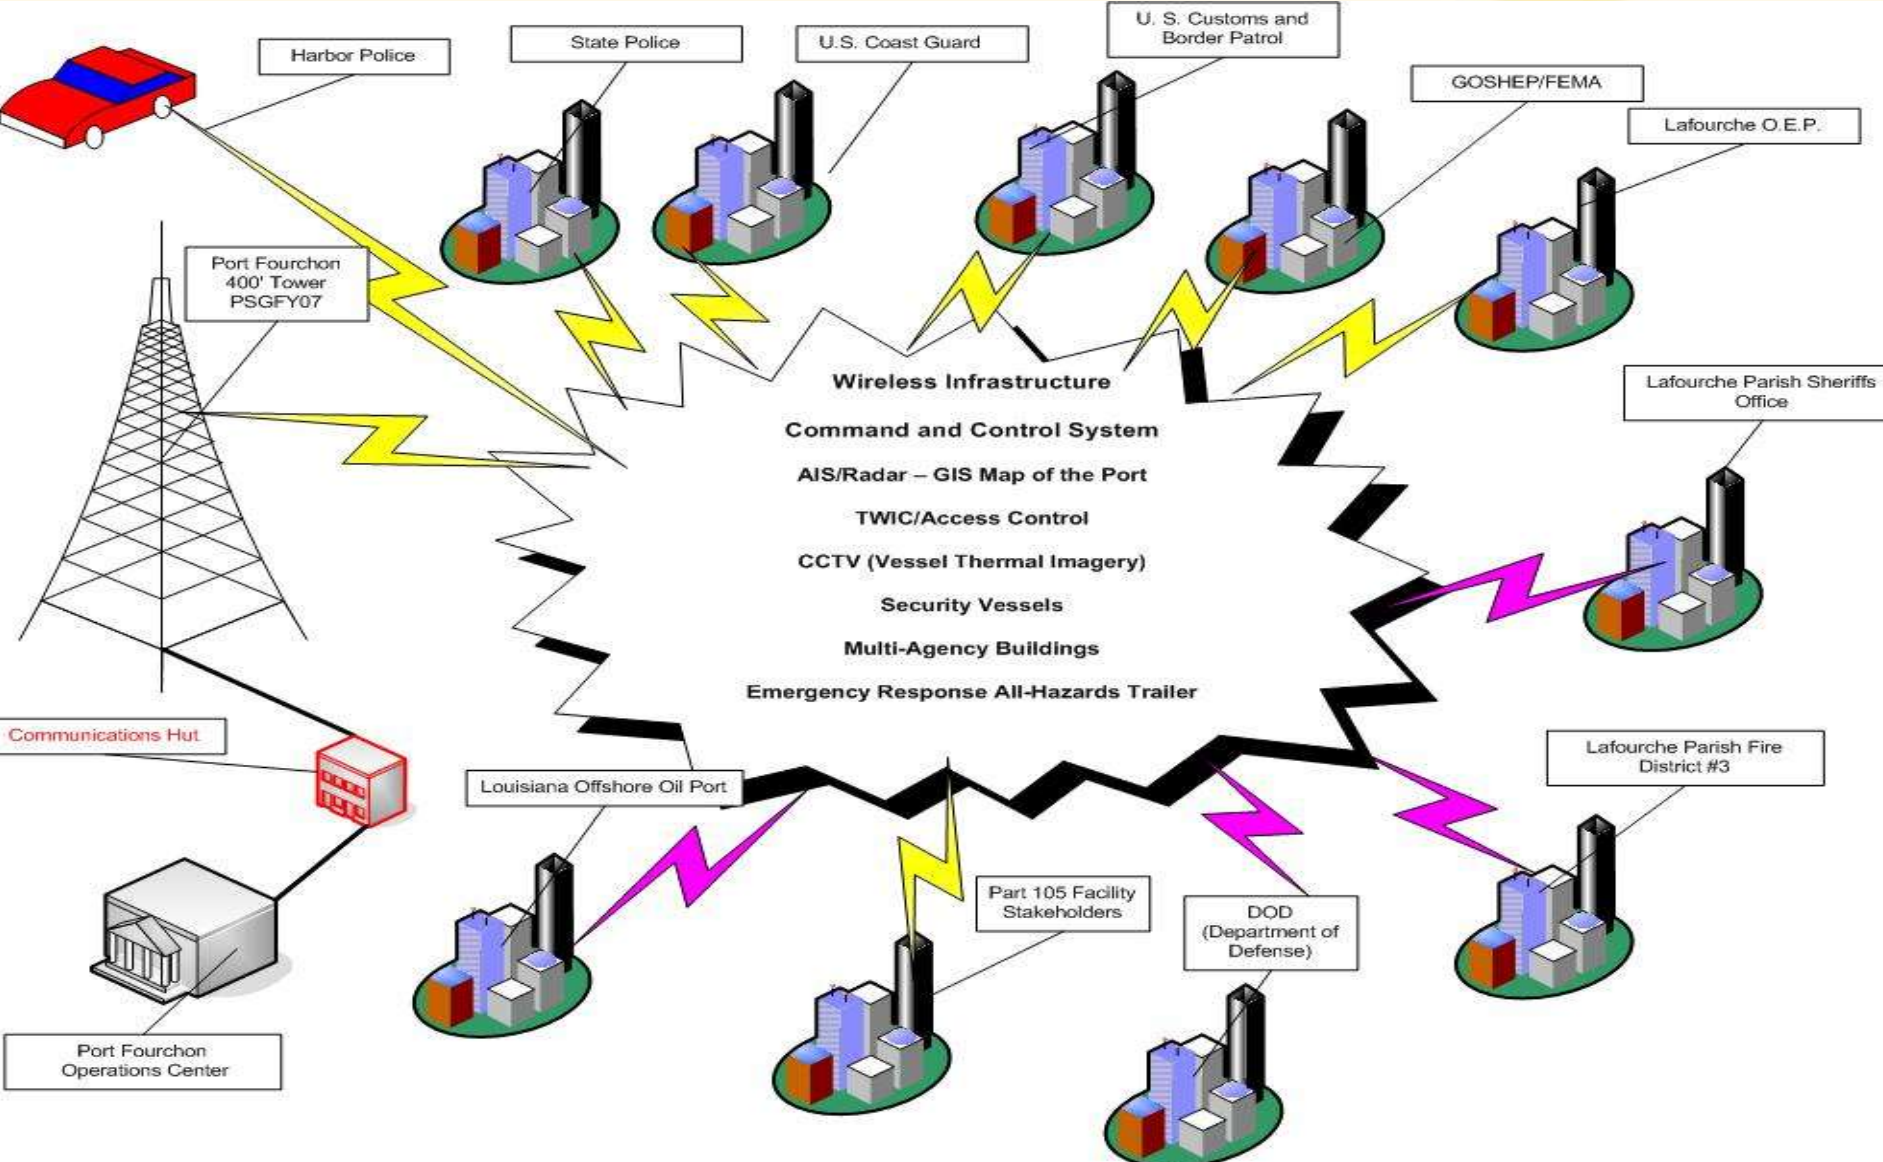 Harbor Police
State Police
U.S. Coast Guard
U. S. Customs and
Border Patrol
GOSHEP/FEMA
Lafourche O.E.P.
Port Fourchon
400' Tower
PSGFY07
Wireless Infrastructure
Command and Control System
AIS/Radar – GIS Map of the Port
TWIC/Access Control
CCTV (Vessel Thermal Imagery)
Security Vessels
Multi-Agency Buildings
Emergency Response All-Hazards Trailer
Lafourche Parish Sheriffs
Office
Communications Hut
Louisiana Offshore Oil Port
Lafourche Parish Fire
District #3
Part 105 Facility
Stakeholders
DOD
(Department of
Defense)
Port Fourchon
Operations Center